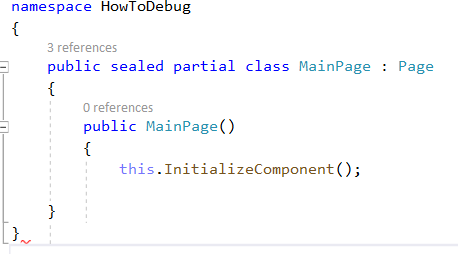 namespace HowToDebug
{
3 references
public sealed partial class MainPage : Page
{
0 references
public MainPage()
{
this.InitializeComponent();
}
}